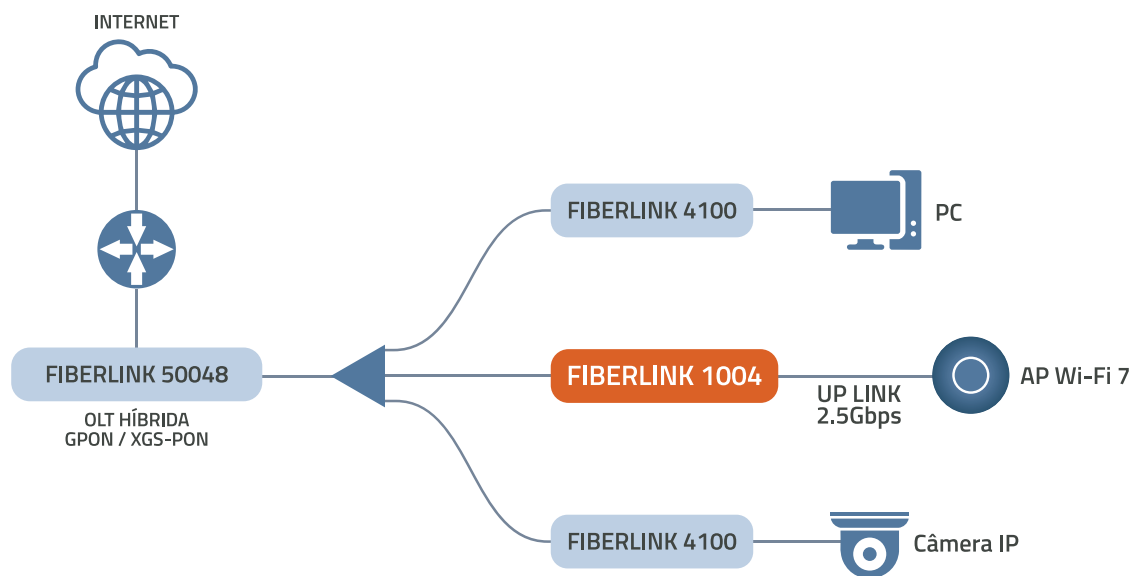 INTERNET
FIBERLINK 4100
PC
FIBERLINK 50048
FIBERLINK 1004
AP Wi-Fi 7
UP LINK
2.5Gbps
OLT HÍBRIDA
GPON / XGS-PON
FIBERLINK 4100
Câmera IP